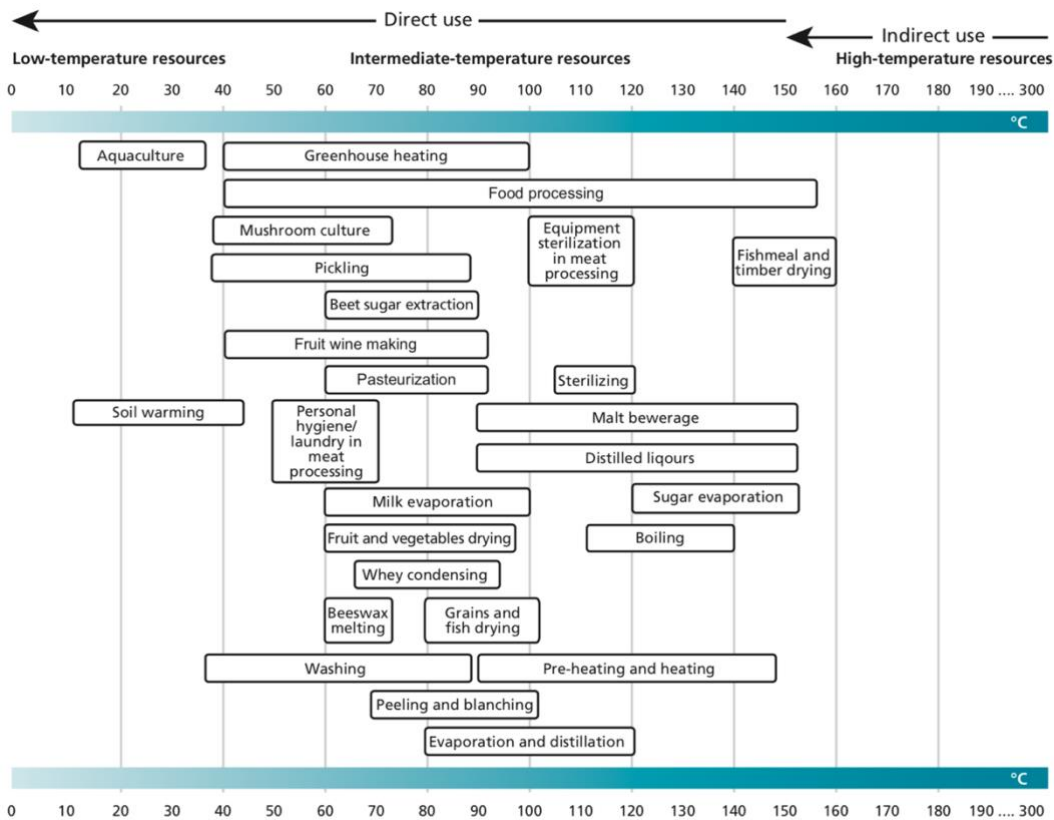 Direct use
Indirect use
Low-temperature resources
Intermediate-temperature resources
High-temperature resources
0 10 20 30 40 50 60 70 80 90 100 110 120 130 140 150 160 170 180 190 .... 300
°C
Aquaculture
Greenhouse heating
Food processing
Mushroom culture
Equipment
sterilization
in meat
processing
Fishmeal and
timber drying
Pickling
Beet sugar extraction
Fruit wine making
Pasteurization
Sterilizing
Soil warming
Personal
hygiene/
laundry in
meat
processing
Malt bewerage
Distilled liqours
Milk evaporation
Sugar evaporation
Fruit and vegetables drying
Boiling
Whey condensing
Beeswax
melting
Grains and
fish drying
Washing
Pre-heating and heating
Peeling and blanching
Evaporation and distillation
°C
0 10 20 30 40 50 60 70 80 90 100 110 120 130 140 150 160 170 180 190 .... 300